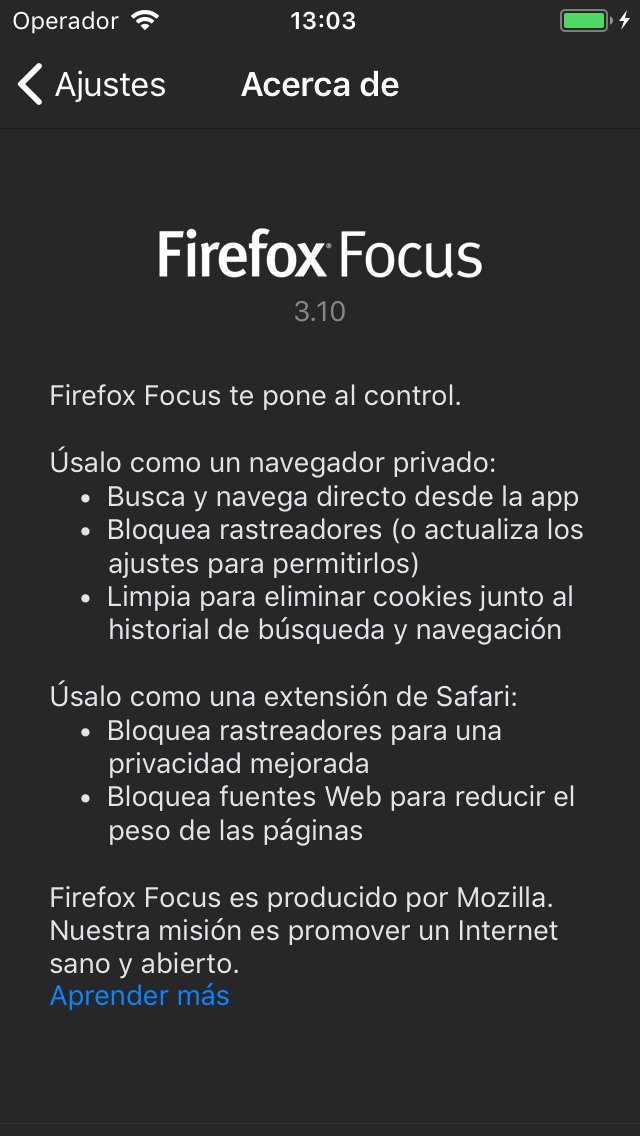 Operador 13:03
Ajustes Acerca de
Firefox® Focus
3.10
Firefox Focus te pone al control.
Úsalo como un navegador privado:
• Busca y navega directo desde la app
• Bloquea rastreadores (o actualiza los
ajustes para permitirlos)
• Limpia para eliminar cookies junto al
historial de búsqueda y navegación
Úsalo como una extensión de Safari:
• Bloquea rastreadores para una
privacidad mejorada
• Bloquea fuentes Web para reducir el
peso de las páginas
Firefox Focus es producido por Mozilla.
Nuestra misión es promover un Internet
sano y abierto.
Aprender más